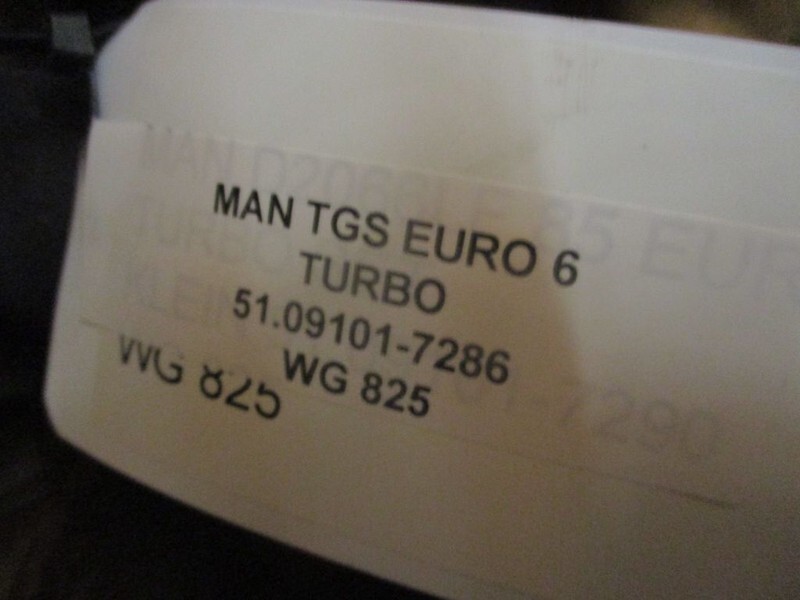 MAN TGS EURO 6
TURBO
51.09101-7286
WG 825
WG 825